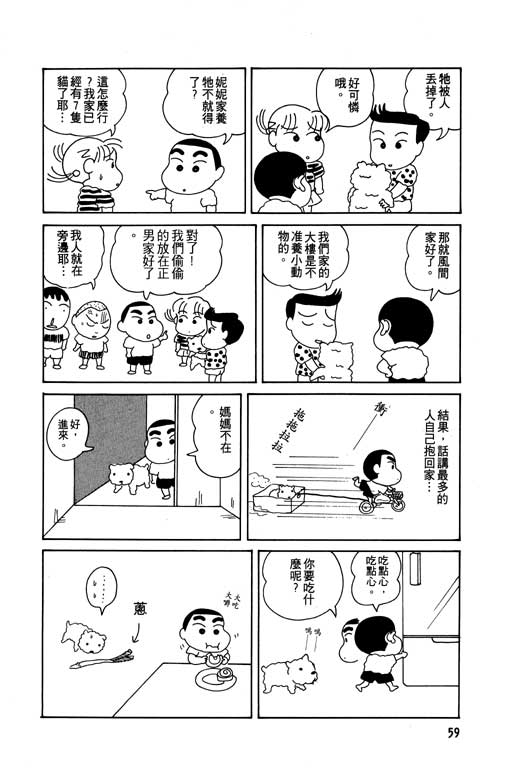 牠被人
丟掉了。
好可憐
哦。
妮妮家養
牠不就得
了?
這怎麼行
?我家已
經有7隻
貓了耶…
那就風間
家好了。
我們家的
大樓是不
准養小動
物的。
對了!
我們偷偷
的放在正
男家好了
。
我人就在
旁邊耶…
結果,話講最多的
人自己抱回家…
衝
拖拖拉拉
媽媽不在
。
好,
進來。
吃點心,
吃點心。
你要吃什
麼呢?
嗚嗚
大吃
大嚼
蔥
……
59